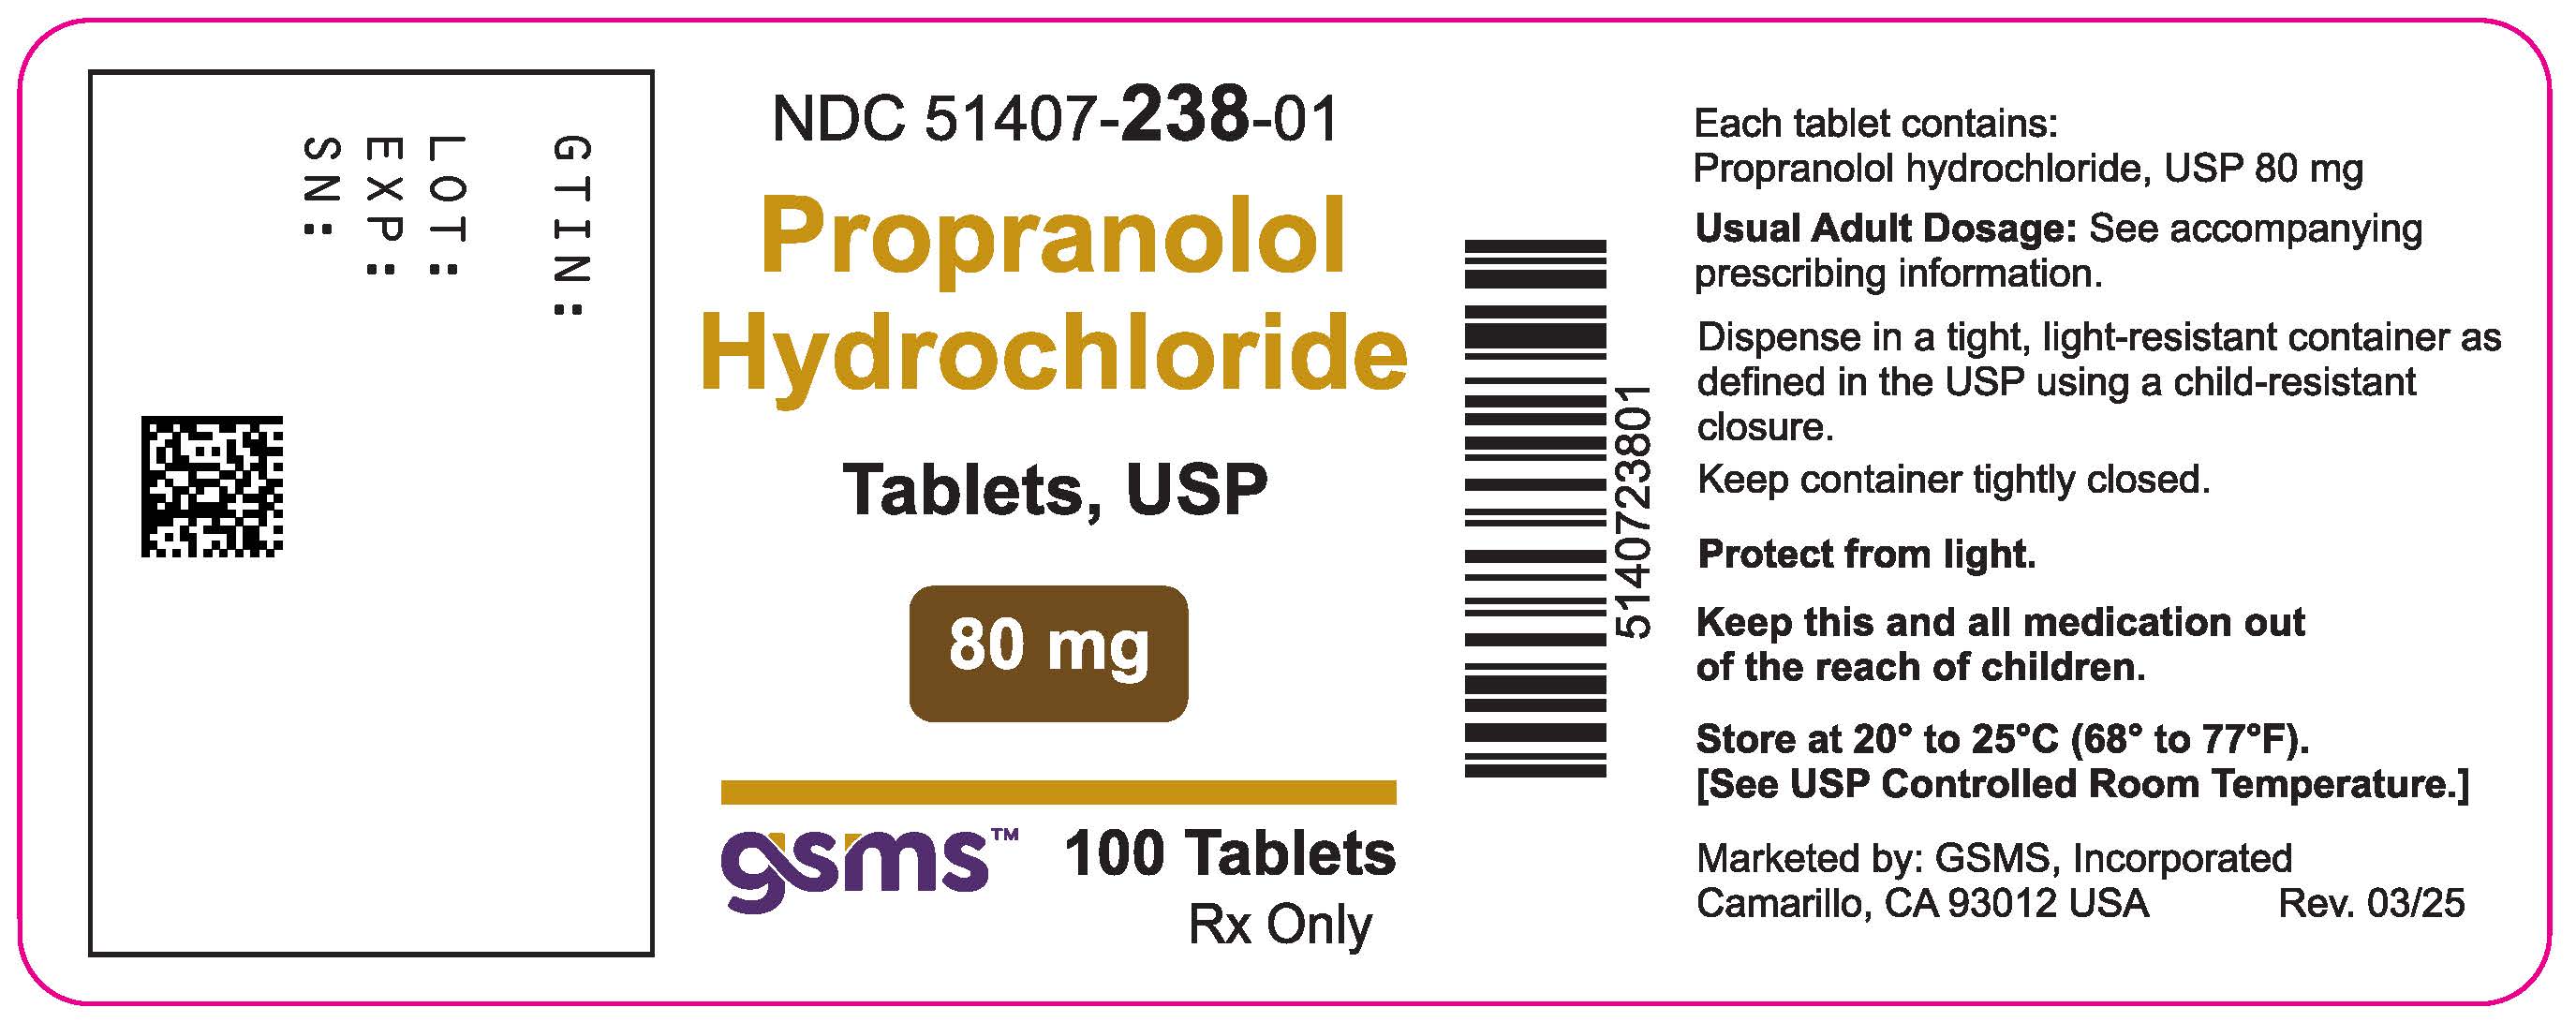 GTIN:
LOT:
EXP:
SN:
NDC 51407-238-01
Propranolol
Hydrochloride
Tablets, USP
80 mg
gsms™ 100 Tablets
Rx Only
5140723801
Each tablet contains:
Propranolol hydrochloride, USP 80 mg
Usual Adult Dosage: See accompanying
prescribing information.
Dispense in a tight, light-resistant container as
defined in the USP using a child-resistant
closure.
Keep container tightly closed.
Protect from light.
Keep this and all medication out
of the reach of children.
Store at 20° to 25°C (68° to 77°F).
[See USP Controlled Room Temperature.]
Marketed by: GSMS, Incorporated
Camarillo, CA 93012 USA Rev. 03/25